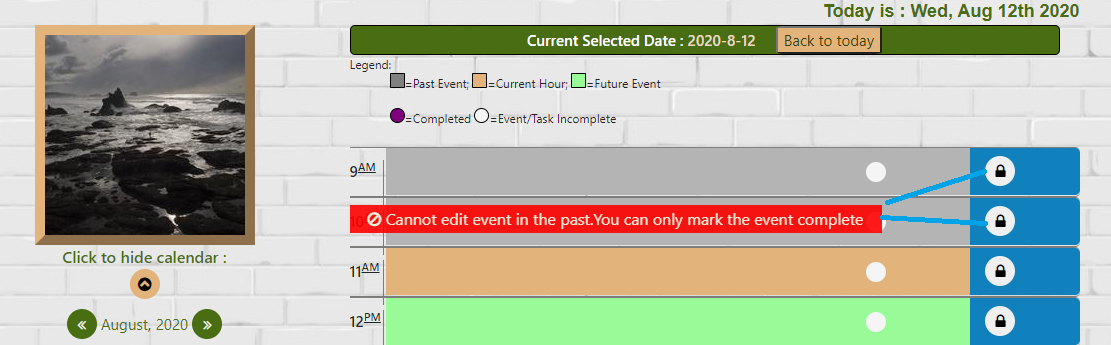 Today is : Wed, Aug 12th 2020
Current Selected Date : 2020-8-12 Back to today
Legend:
=Past Event; =Current Hour; =Future Event
=Completed =Event/Task Incomplete
9AM
10
Cannot edit event in the past.You can only mark the event complete
11AM
12PM
Click to hide calendar :
« August, 2020 »